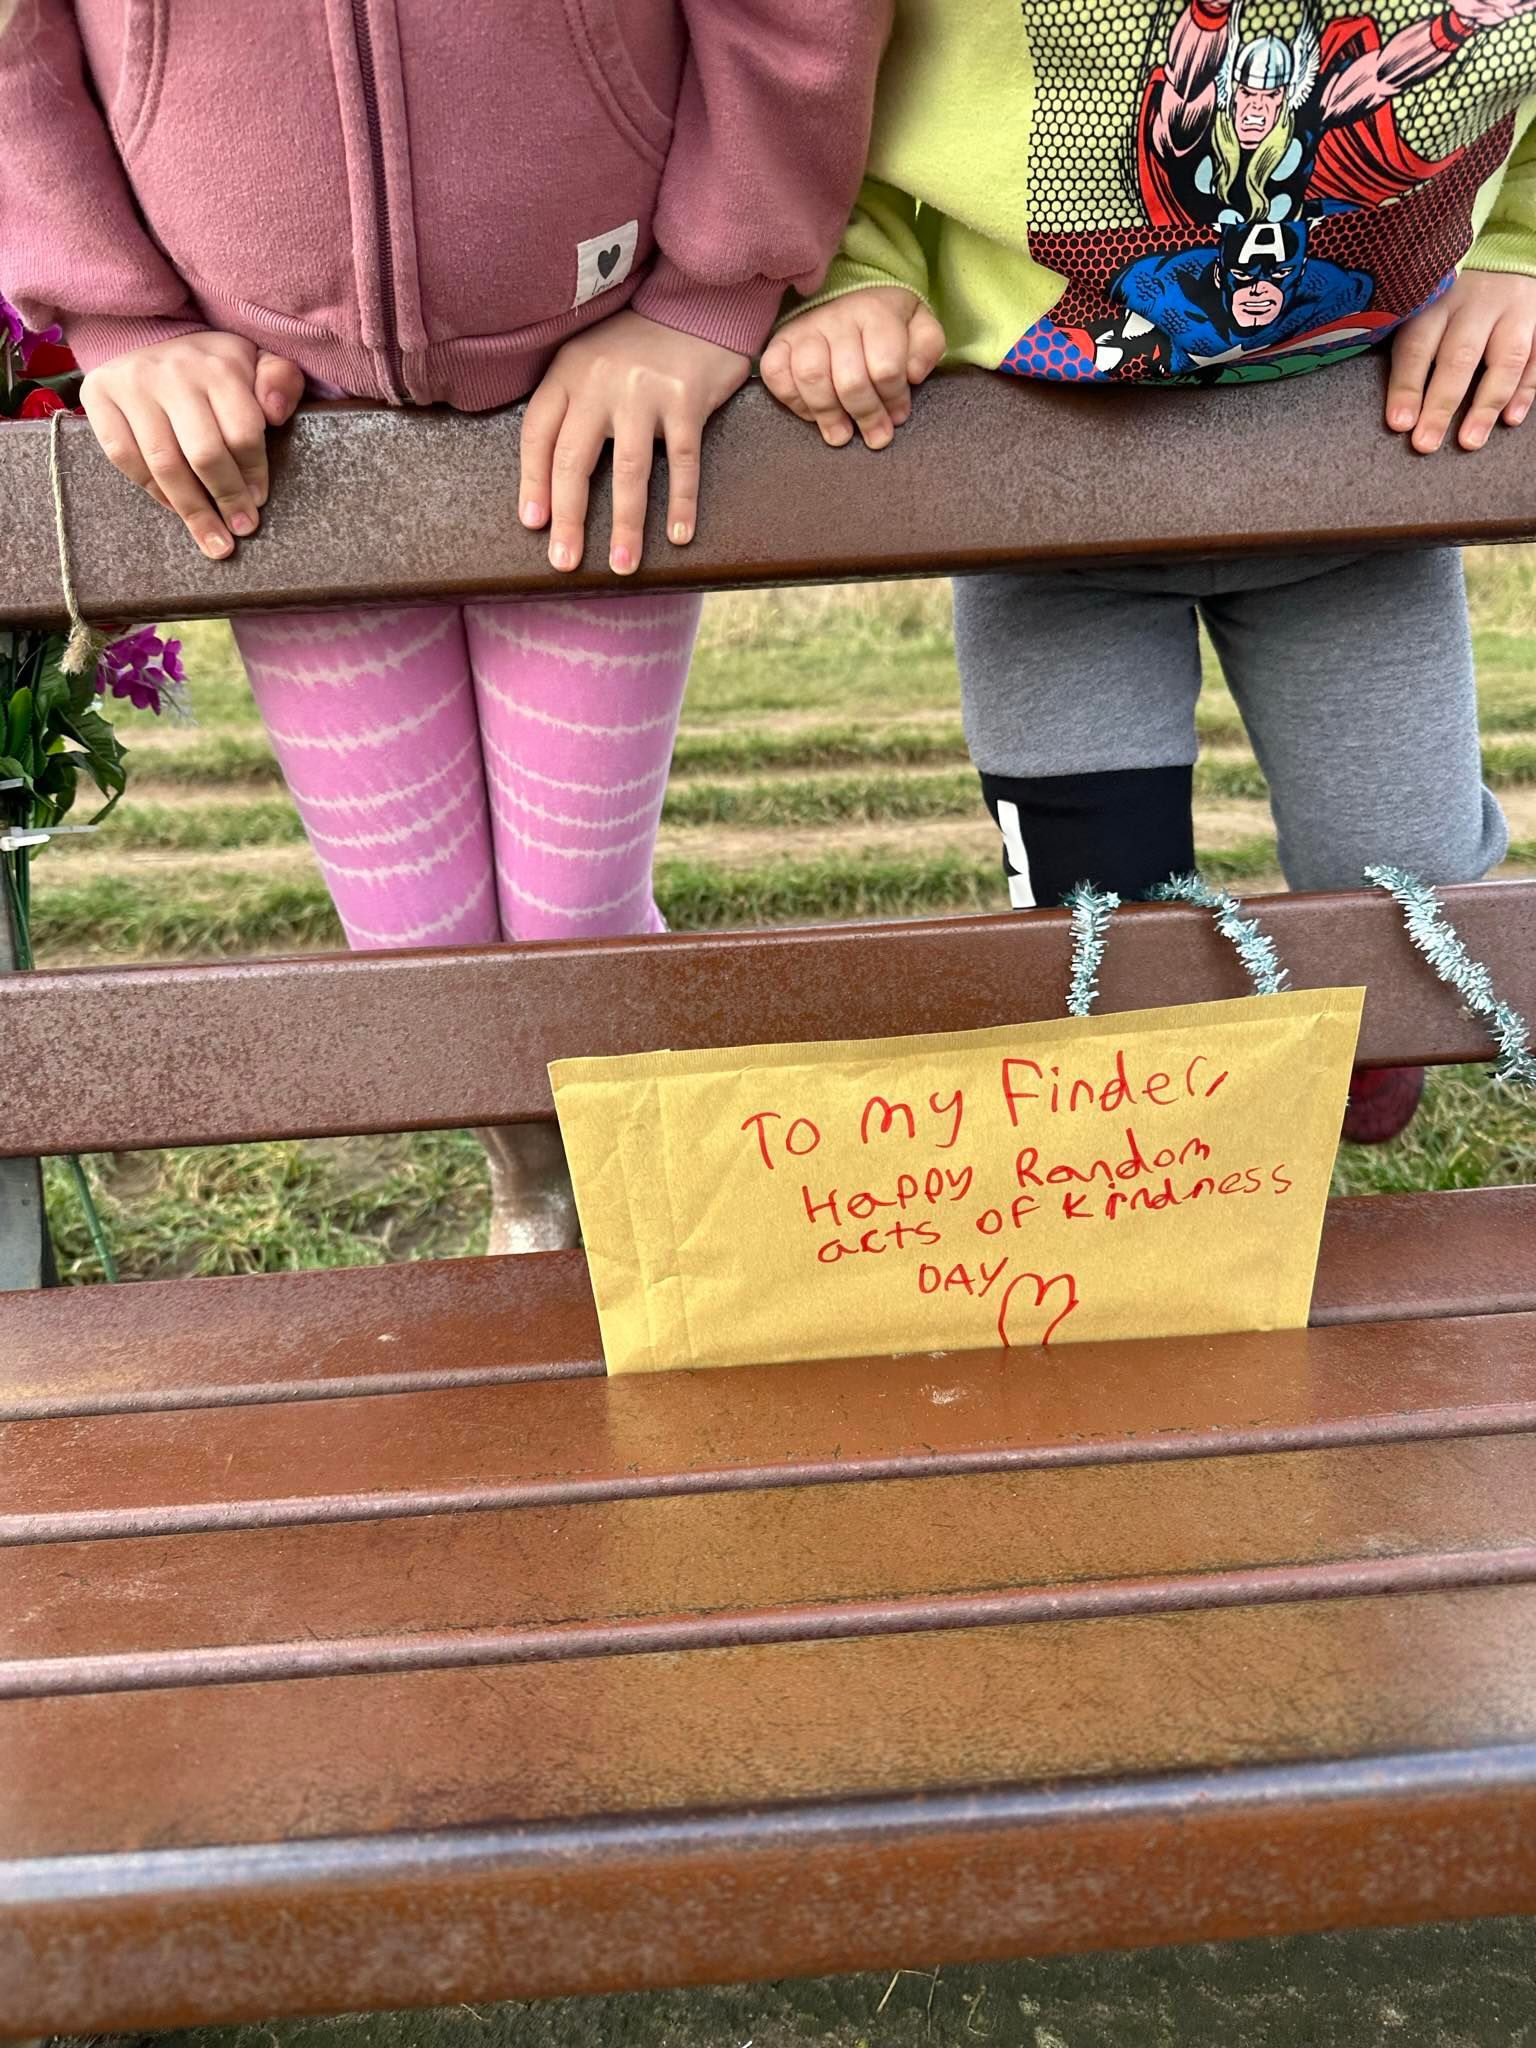 A
To my Finder,
Happy Random
acts of Kindness
DAY